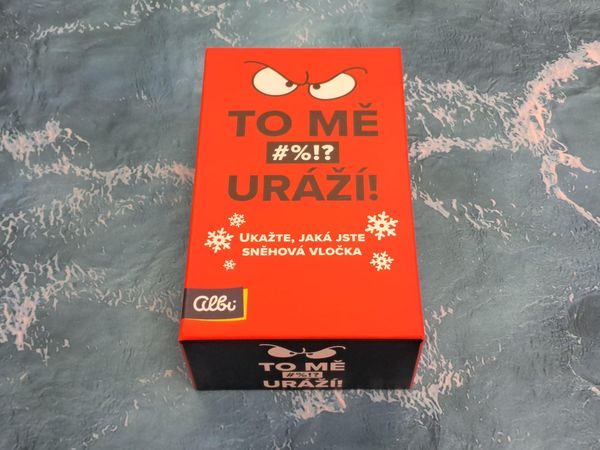 TO MĚ
#%!?
URÁŽÍ!
UKAŽTE, JAKÁ JSTE
SNĚHOVÁ VLOČKA
albi
TO MĚ
#%!?
URÁŽÍ!